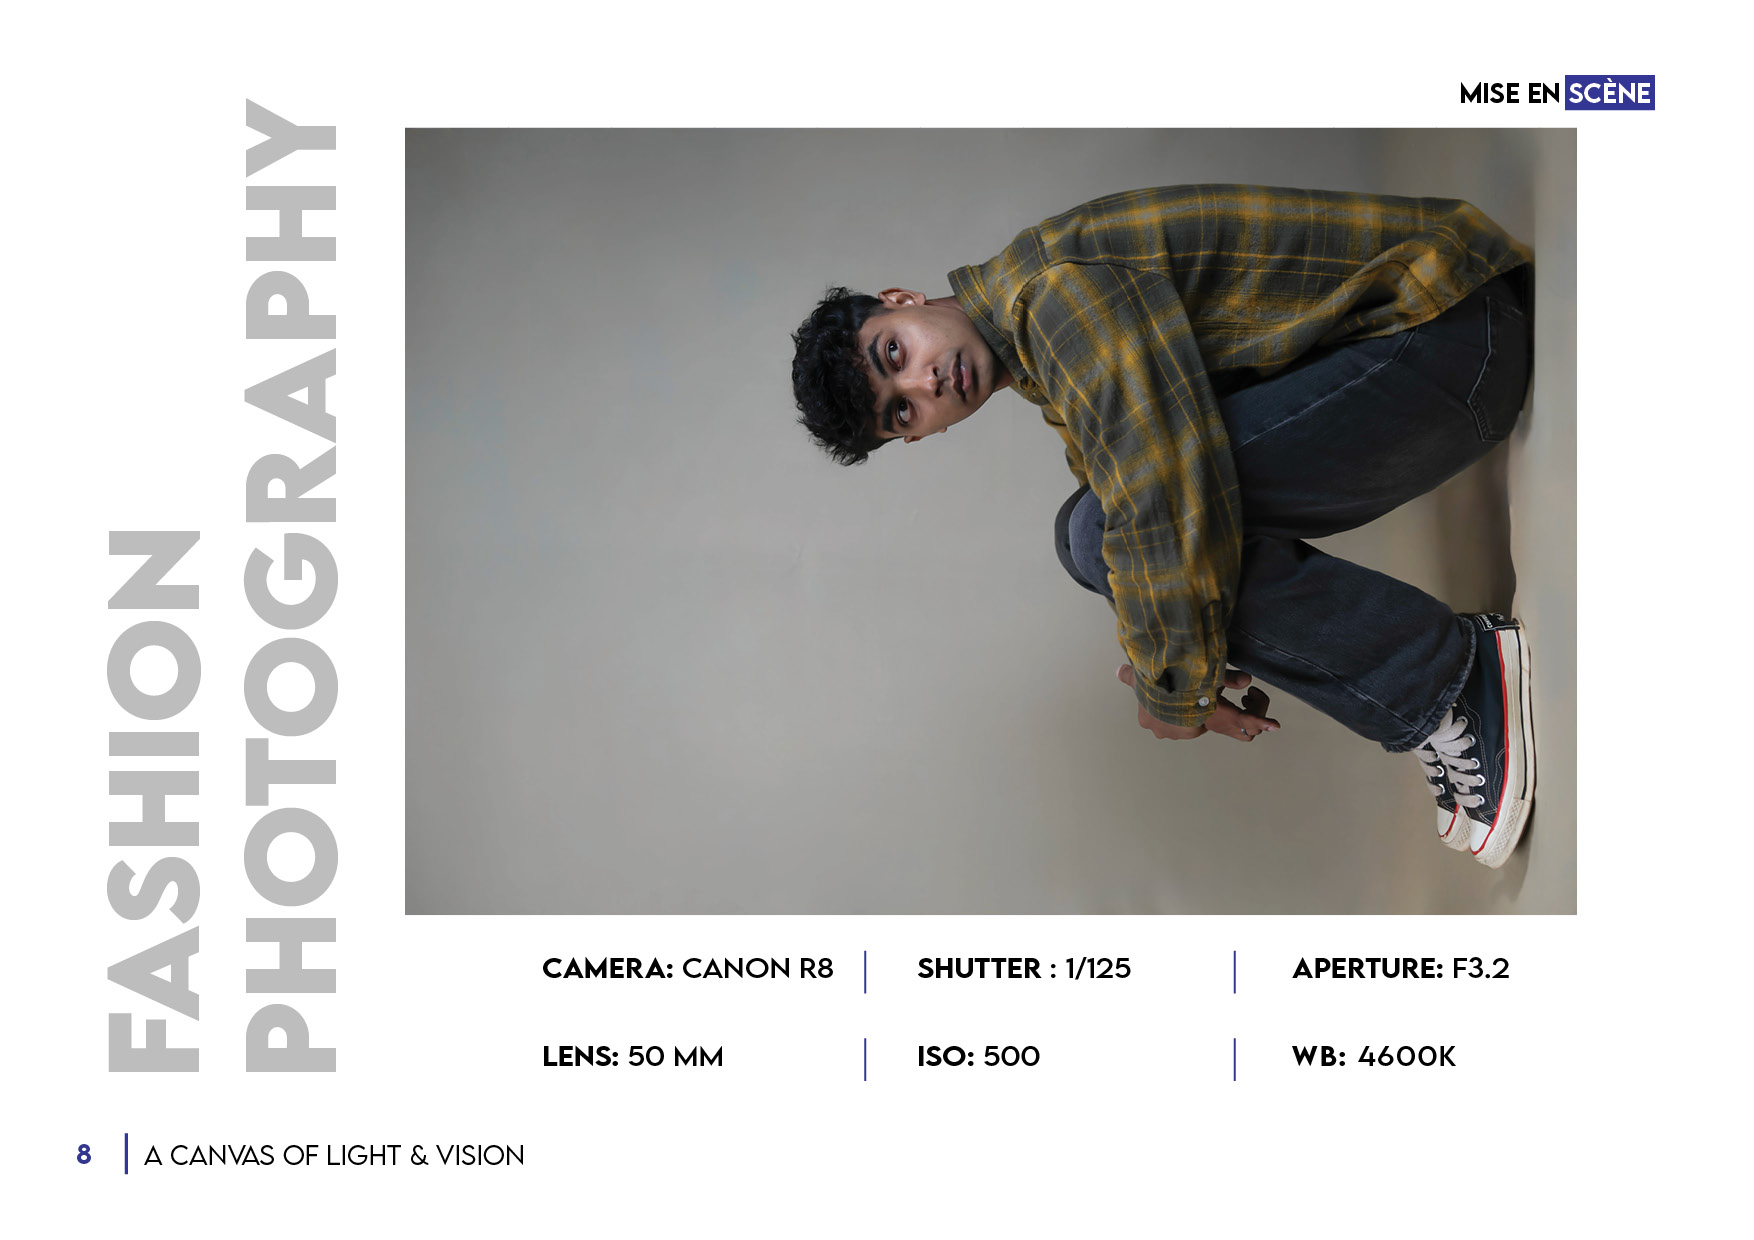 MISE EN SCÈNE
FASHION
PHOTOGRAPHY
CAMERA: CANON R8
SHUTTER : 1/125
APERTURE: F3.2
LENS: 50 MM
ISO: 500
WB: 4600K
8
A CANVAS OF LIGHT & VISION